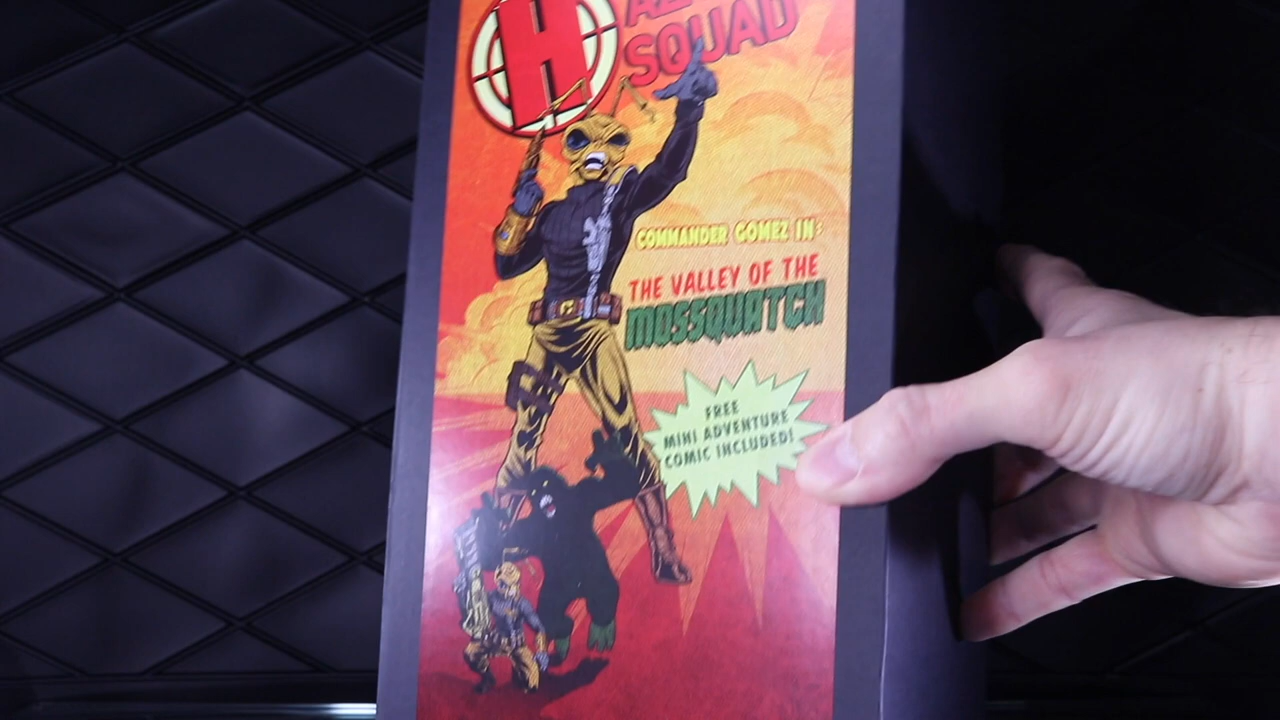 H
SQUAD
COMMANDER GOMEZ IN:
THE VALLEY OF THE
MOSSQUATCH
FREE
MINI ADVENTURE
COMIC INCLUDED!